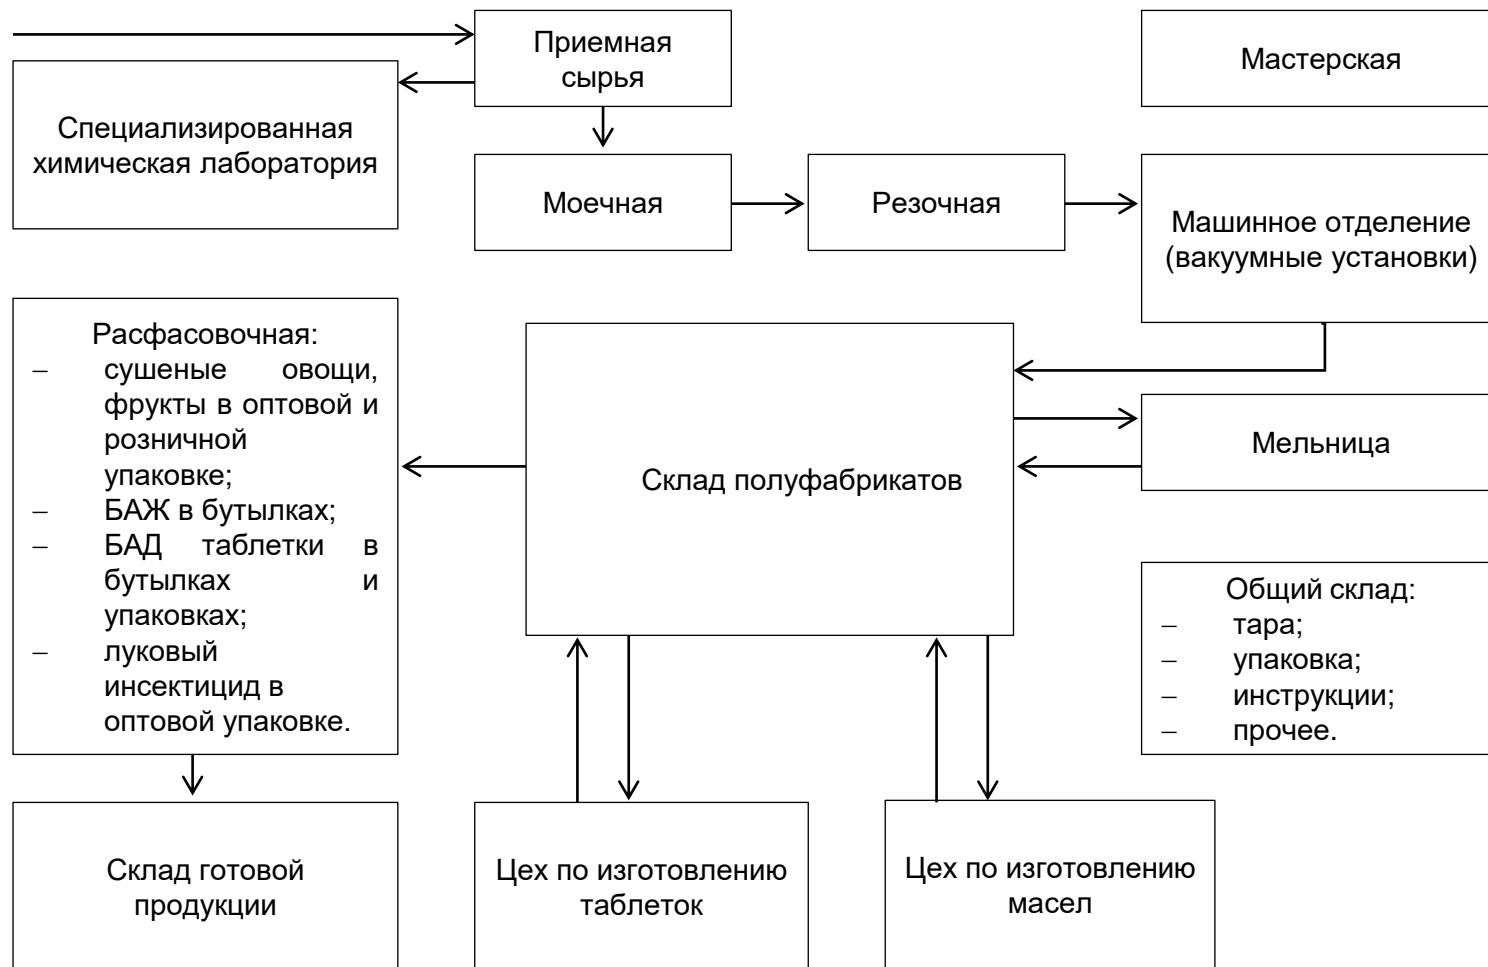 Приемная
сырья
Мастерская
Специализированная
химическая лаборатория
Моечная
Резочная
Машинное отделение
(вакуумные установки)
Расфасовочная:
– сушеные овощи,
фрукты в оптовой и
розничной
упаковке;
– БАЖ в бутылках;
– БАД таблетки в
бутылках и
упаковках;
– луковый
инсектицид в
оптовой упаковке.
Склад полуфабрикатов
Мельница
Общий склад:
– тара;
– упаковка;
– инструкции;
– прочее.
Склад готовой
продукции
Цех по изготовлению
таблеток
Цех по изготовлению
масел